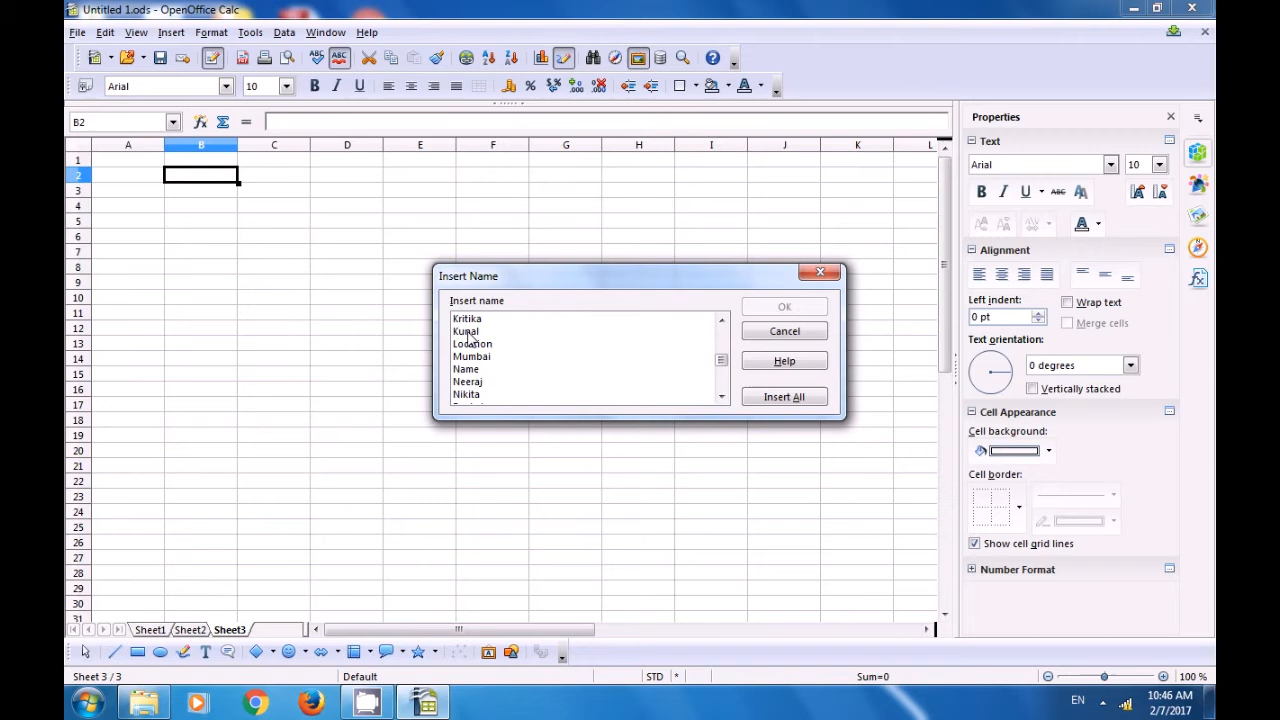 Untitled 1.ods - OpenOffice Calc
File Edit View Insert Format Tools Data Window Help
Arial 10
B2
A B C D E F G H I J K L
1
2
3
4
5
6
7
8
9
10
11
12
13
14
15
16
17
18
19
20
21
22
23
24
25
26
27
28
29
30
31
Insert Name
Insert name
Kritika
Kunal
Location
Mumbai
Name
Neeraj
Nikita
OK
Cancel
Help
Insert All
Properties
Text
Arial 10
Alignment
Left indent:
0 pt
Wrap text
Merge cells
Text orientation:
0 degrees
Vertically stacked
Cell Appearance
Cell background:
Cell border:
Show cell grid lines
Number Format
Sheet1 Sheet2 Sheet3
Sheet 3 / 3 Default STD * Sum=0 100 %
EN 10:46 AM
2/7/2017